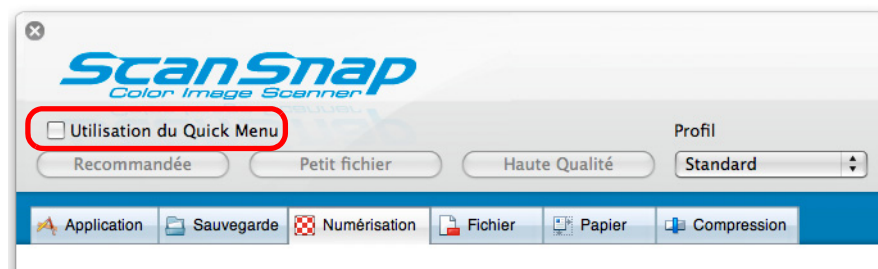 ScanSnap
Color Image Scanner
Utilisation du Quick Menu
Profil
Recommandée Petit fichier Haute Qualité Standard
Application Sauvegarde Numérisation Fichier Papier Compression